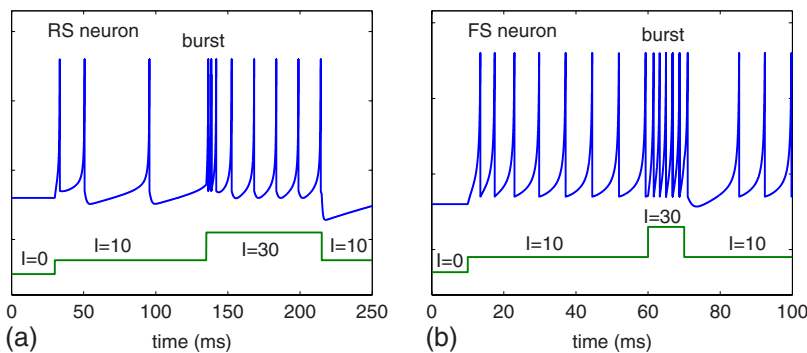 RS neuron
burst
I=0
I=10
I=30
I=10
0 50 100 150 200 250
(a)
time (ms)
FS neuron
burst
I=0
I=10
I=30
I=10
0 20 40 60 80 100
(b)
time (ms)